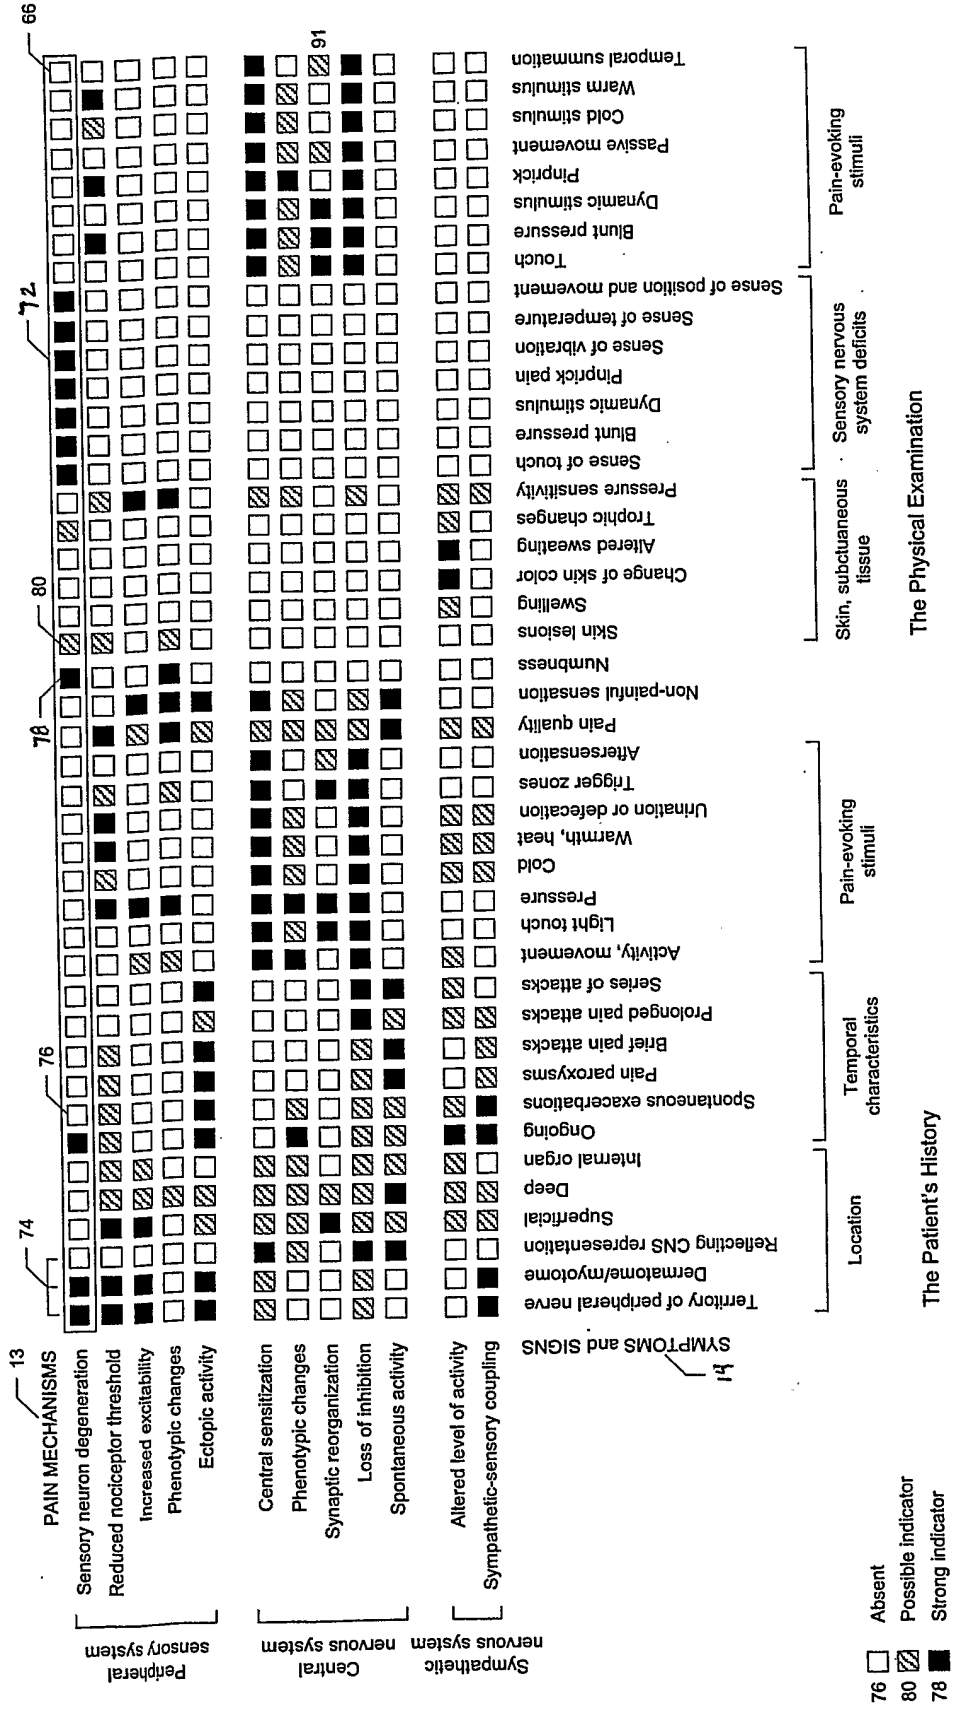 13
PAIN MECHANISMS
74
76
78
80
72
66
Peripheral
sensory system
Sensory neuron degeneration
Reduced nociceptor threshold
Increased excitability
Phenotypic changes
Ectopic activity
Central
nervous system
Central sensitization
Phenotypic changes
Synaptic reorganization
Loss of inhibition
Spontaneous activity
91
Sympathetic
nervous system
Altered level of activity
Sympathetic-sensory coupling
SYMPTOMS and SIGNS
14
Territory of peripheral nerve
Dermatome/myotome
Reflecting CNS representation
Superficial
Deep
Internal organ
Ongoing
Spontaneous exacerbations
Pain paroxysms
Brief pain attacks
Prolonged pain attacks
Series of attacks
Activity, movement
Light touch
Pressure
Cold
Warmth, heat
Urination or defecation
Trigger zones
Aftersensation
Pain quality
Non-painful sensation
Numbness
Skin lesions
Swelling
Change of skin color
Altered sweating
Trophic changes
Pressure sensitivity
Sense of touch
Blunt pressure
Dynamic stimulus
Pinprick pain
Sense of vibration
Sense of temperature
Sense of position and movement
Touch
Blunt pressure
Dynamic stimulus
Pinprick
Passive movement
Cold stimulus
Warm stimulus
Temporal summation
Location
Temporal
characteristics
Pain-evoking
stimuli
Skin, subctuaneous
tissue
Sensory nervous
system deficits
Pain-evoking
stimuli
The Patient's History
The Physical Examination
76 Absent
80 Possible indicator
78 Strong indicator